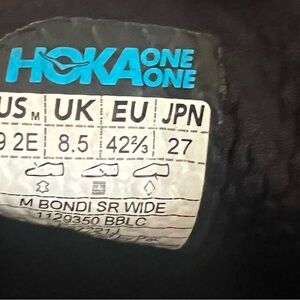 HOKA ONE ONE
US M UK EU JPN
9 2E 8.5 42⅔ 27
M BONDI SR WIDE
1129350 BBLC